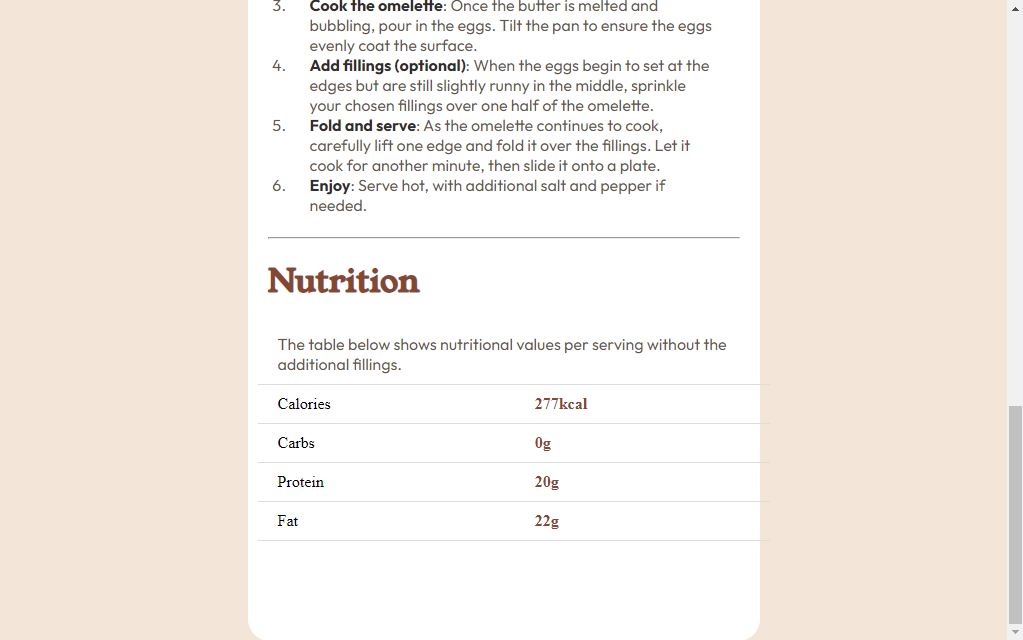 3. Cook the omelette: Once the butter is melted and
bubbling, pour in the eggs. Tilt the pan to ensure the eggs
evenly coat the surface.
4. Add fillings (optional): When the eggs begin to set at the
edges but are still slightly runny in the middle, sprinkle
your chosen fillings over one half of the omelette.
5. Fold and serve: As the omelette continues to cook,
carefully lift one edge and fold it over the fillings. Let it
cook for another minute, then slide it onto a plate.
6. Enjoy: Serve hot, with additional salt and pepper if
needed.
Nutrition
The table below shows nutritional values per serving without the
additional fillings.
Calories 277kcal
Carbs 0g
Protein 20g
Fat 22g